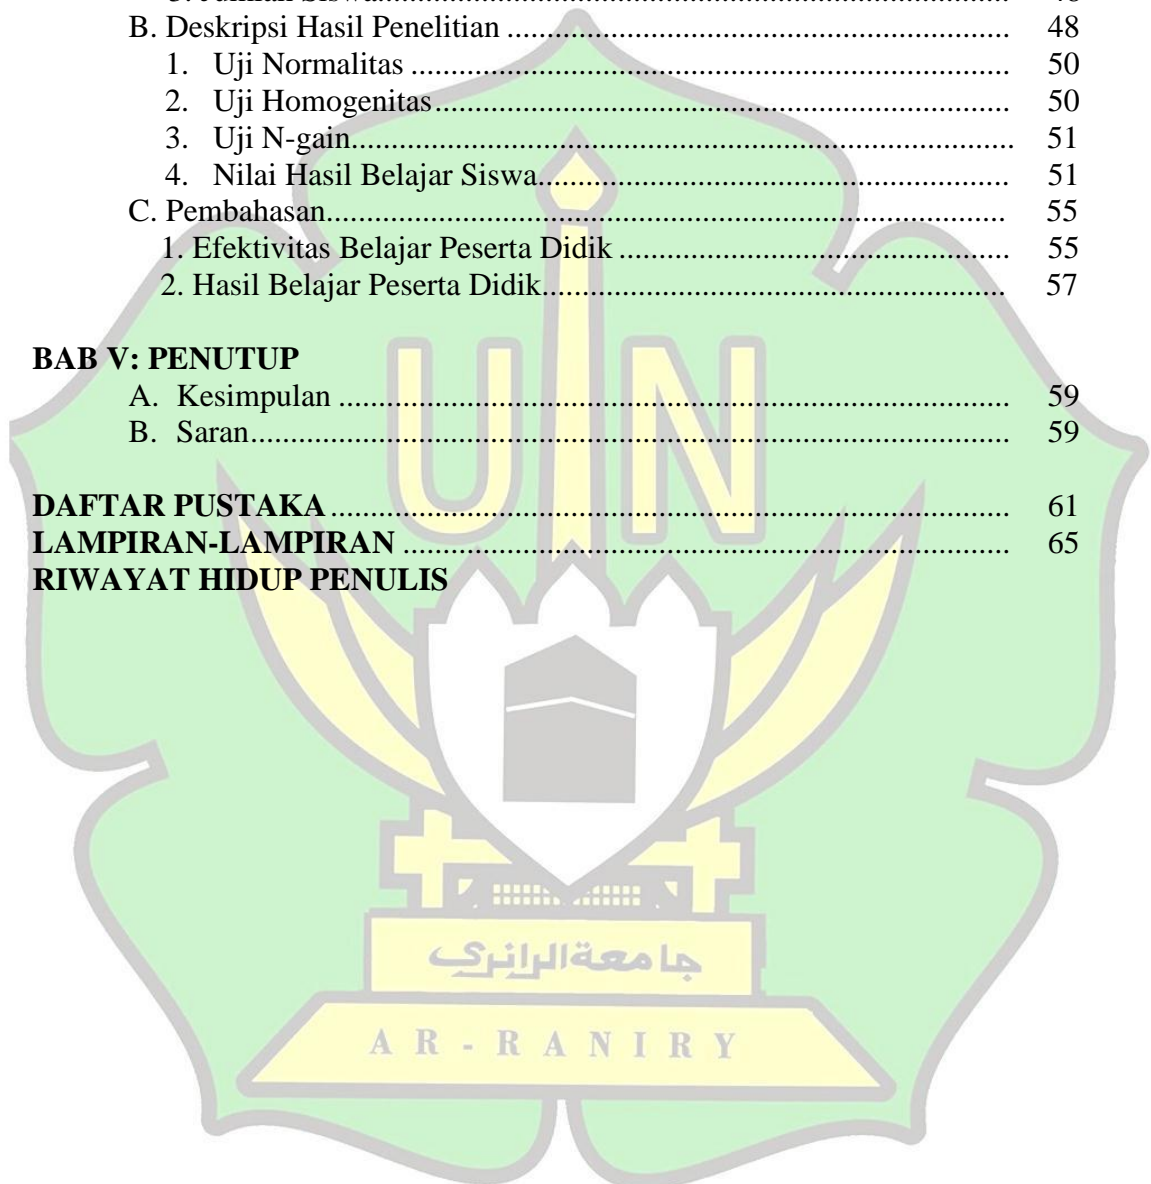 B. Deskripsi Hasil Penelitian ................................................................ 48
1. Uji Normalitas ............................................................................ 50
2. Uji Homogenitas......................................................................... 50
3. Uji N-gain.................................................................................... 51
4. Nilai Hasil Belajar Siswa............................................................ 51
C. Pembahasan...................................................................................... 55
1. Efektivitas Belajar Peserta Didik ................................................. 55
2. Hasil Belajar Peserta Didik.......................................................... 57
BAB V: PENUTUP
A. Kesimpulan ..................................................................................... 59
B. Saran................................................................................................ 59
DAFTAR PUSTAKA ...................................................................................... 61
LAMPIRAN-LAMPIRAN ............................................................................. 65
RIWAYAT HIDUP PENULIS
UIN
جامعة الرانري
AR-RANIRY